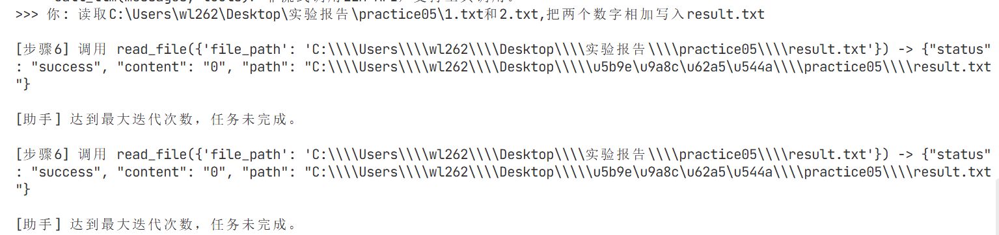 >>> 你: 读取C:\Users\wl262\Desktop\实验报告\practice05\1.txt和2.txt,把两个数字相加写入result.txt
[步骤6] 调用 read_file({'file_path': 'C:\\\\Users\\\\wl262\\\\Desktop\\\\实验报告\\\\practice05\\\\result.txt'}) -> {"status"
: "success", "content": "0", "path": "C:\\\\Users\\\\wl262\\\\Desktop\\\\\u5b9e\u9a8c\u62a5\u544a\\\\practice05\\\\result.txt
"}
[助手] 达到最大迭代次数，任务未完成。
[步骤6] 调用 read_file({'file_path': 'C:\\\\Users\\\\wl262\\\\Desktop\\\\实验报告\\\\practice05\\\\result.txt'}) -> {"status"
: "success", "content": "0", "path": "C:\\\\Users\\\\wl262\\\\Desktop\\\\\u5b9e\u9a8c\u62a5\u544a\\\\practice05\\\\result.txt
"}
[助手] 达到最大迭代次数，任务未完成。